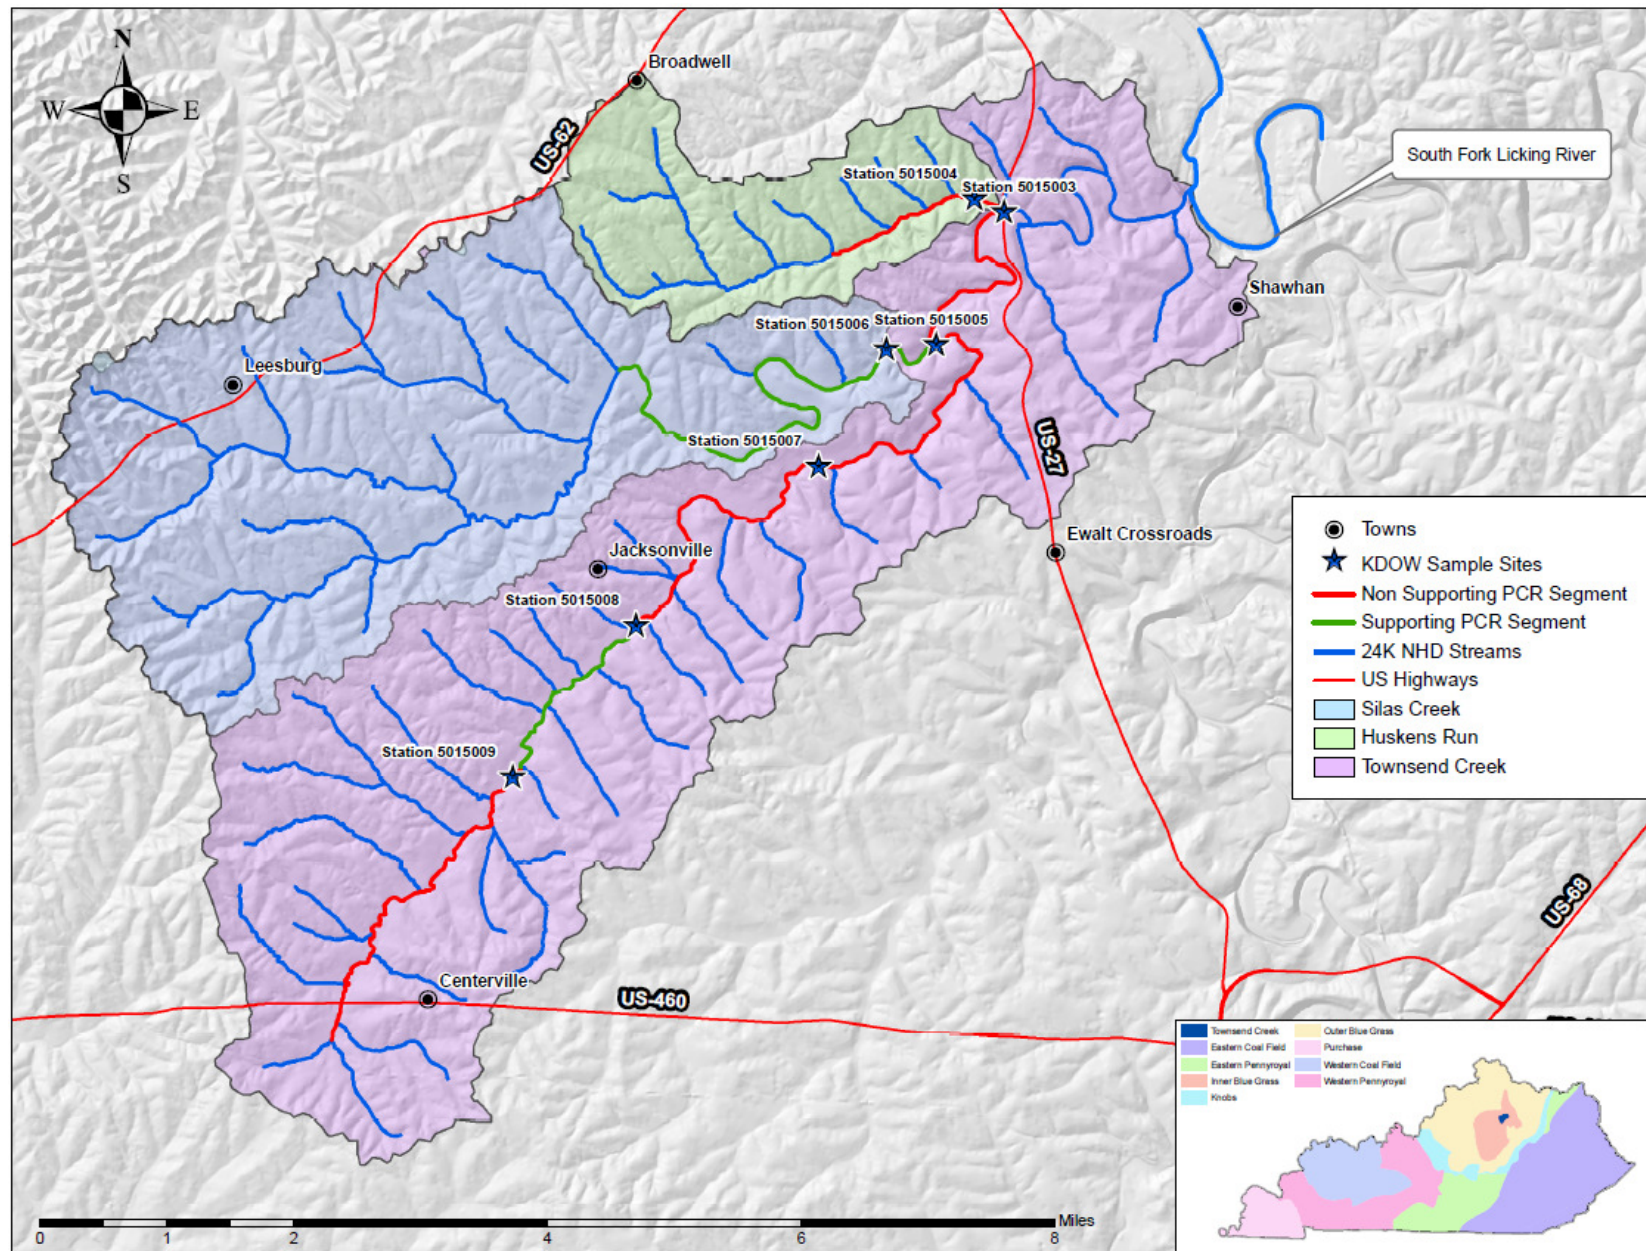 N
W
E
S
Broadwell
US-62
South Fork Licking River
Station 5015004
Station 5015003
Shawhan
Station 5015006
Station 5015005
Leesburg
Station 5015007
US-27
Ewalt Crossroads
Jacksonville
Station 5015008
Station 5015009
Centerville
US-460
US-68
Towns
KDOW Sample Sites
Non Supporting PCR Segment
Supporting PCR Segment
24K NHD Streams
US Highways
Silas Creek
Huskens Run
Townsend Creek
Townsend Creek
Outer Blue Grass
Eastern Coal Field
Purchase
Eastern Pennyroyal
Western Coal Field
Inner Blue Grass
Western Pennyroyal
Knobs
Miles
0 1 2 4 6 8